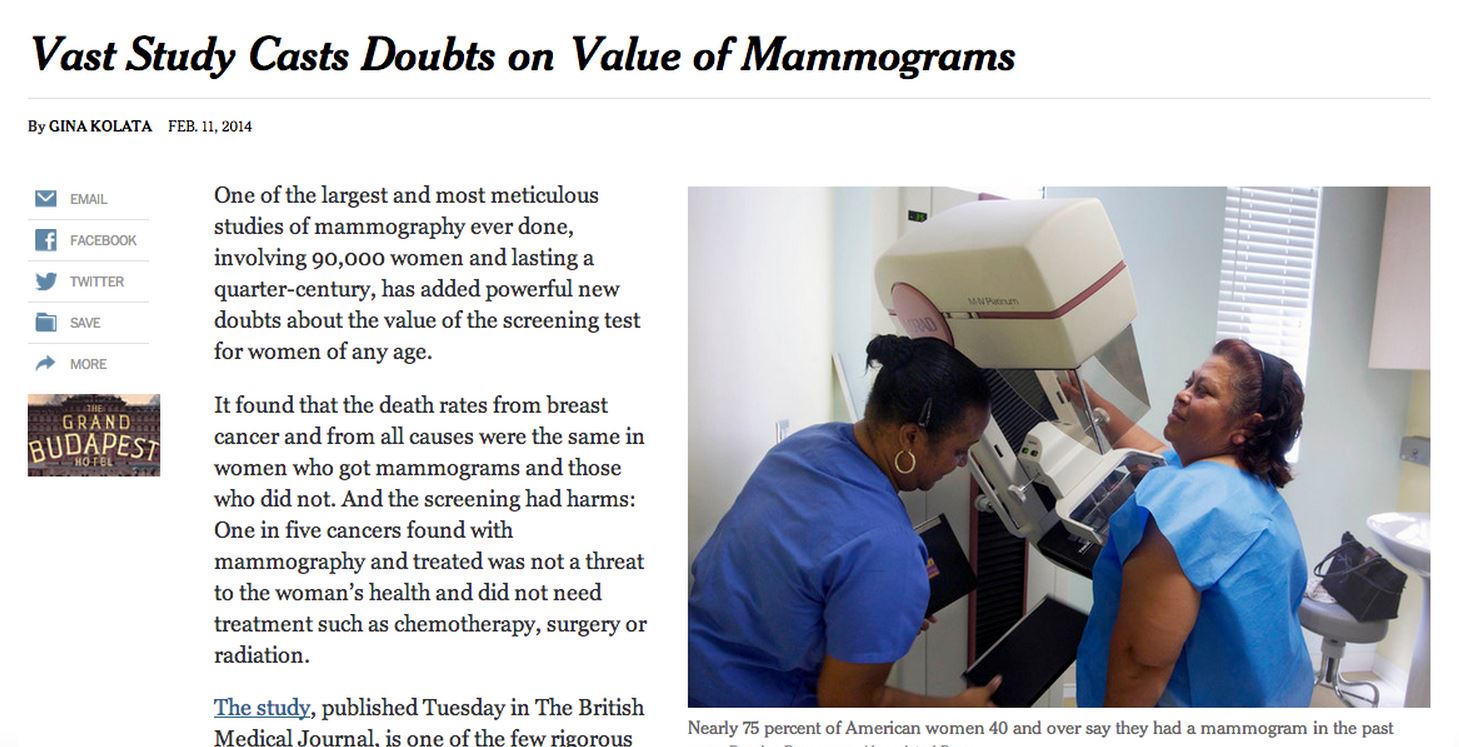 Vast Study Casts Doubts on Value of Mammograms
By GINA KOLATA FEB. 11, 2014
EMAIL
FACEBOOK
TWITTER
SAVE
MORE
THE
GRAND
BUDAPEST
HOTEL
One of the largest and most meticulous
studies of mammography ever done,
involving 90,000 women and lasting a
quarter-century, has added powerful new
doubts about the value of the screening test
for women of any age.
It found that the death rates from breast
cancer and from all causes were the same in
women who got mammograms and those
who did not. And the screening had harms:
One in five cancers found with
mammography and treated was not a threat
to the woman’s health and did not need
treatment such as chemotherapy, surgery or
radiation.
The study, published Tuesday in The British
Medical Journal, is one of the few rigorous
M-IV Platinum
Nearly 75 percent of American women 40 and over say they had a mammogram in the past